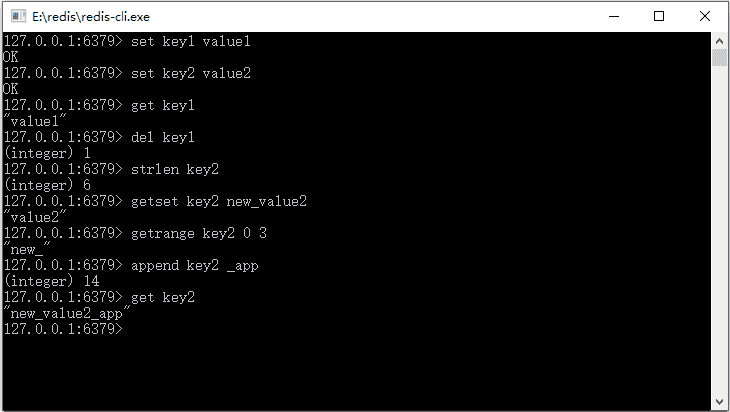 E:\redis\redis-cli.exe
127.0.0.1:6379> set key1 value1
OK
127.0.0.1:6379> set key2 value2
OK
127.0.0.1:6379> get key1
"value1"
127.0.0.1:6379> del key1
(integer) 1
127.0.0.1:6379> strlen key2
(integer) 6
127.0.0.1:6379> getset key2 new_value2
"value2"
127.0.0.1:6379> getrange key2 0 3
"new_"
127.0.0.1:6379> append key2 _app
(integer) 14
127.0.0.1:6379> get key2
"new_value2_app"
127.0.0.1:6379>